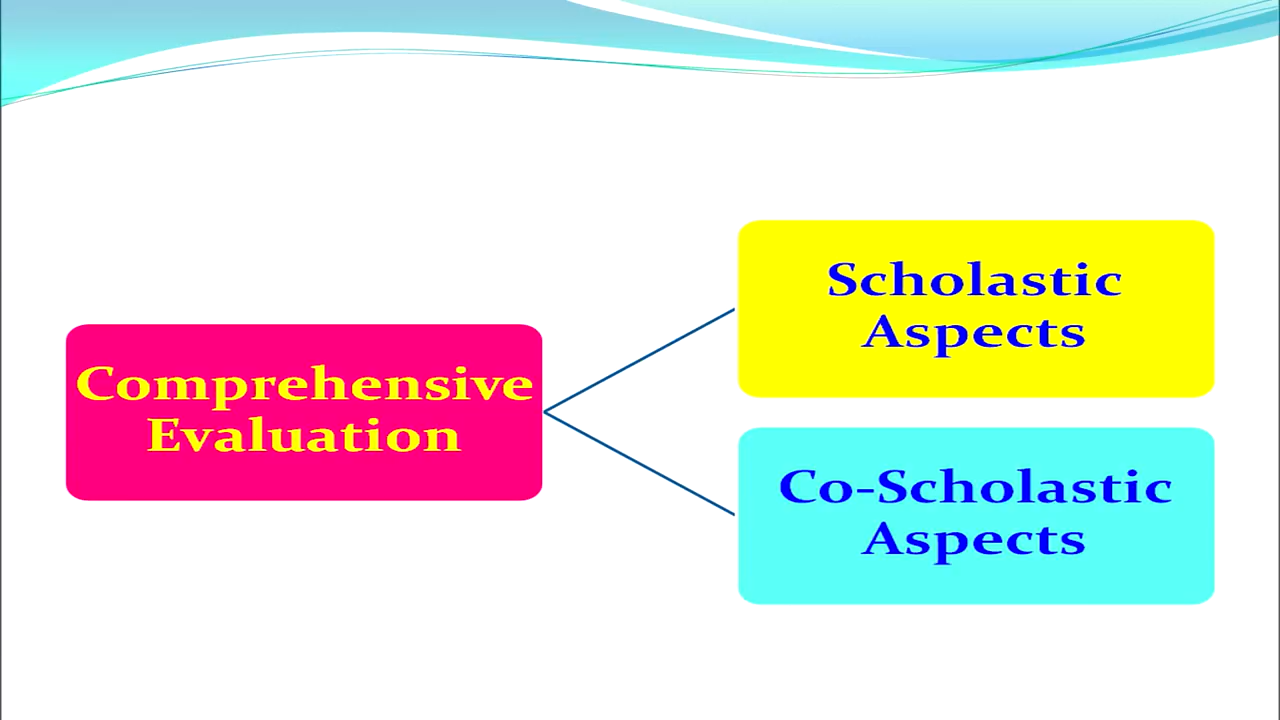 Comprehensive
Evaluation
Scholastic
Aspects
Co-Scholastic
Aspects